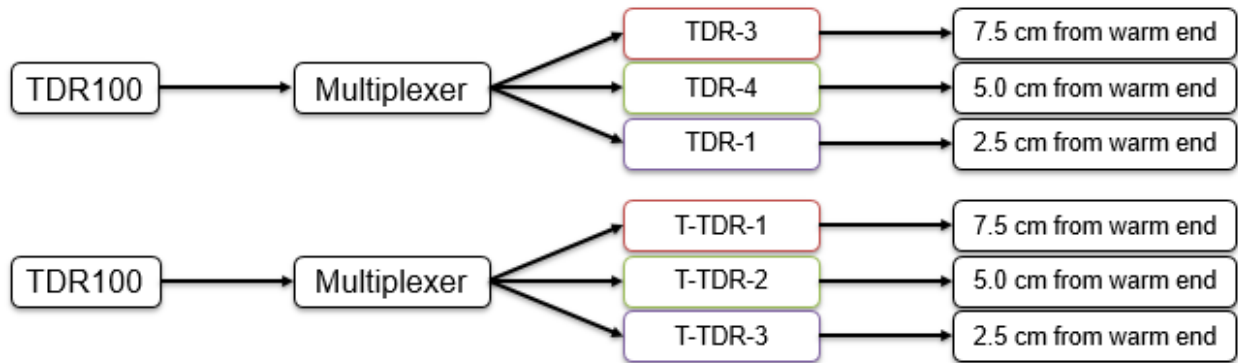 TDR-3
7.5 cm from warm end
TDR100
Multiplexer
TDR-4
5.0 cm from warm end
TDR-1
2.5 cm from warm end
T-TDR-1
7.5 cm from warm end
TDR100
Multiplexer
T-TDR-2
5.0 cm from warm end
T-TDR-3
2.5 cm from warm end